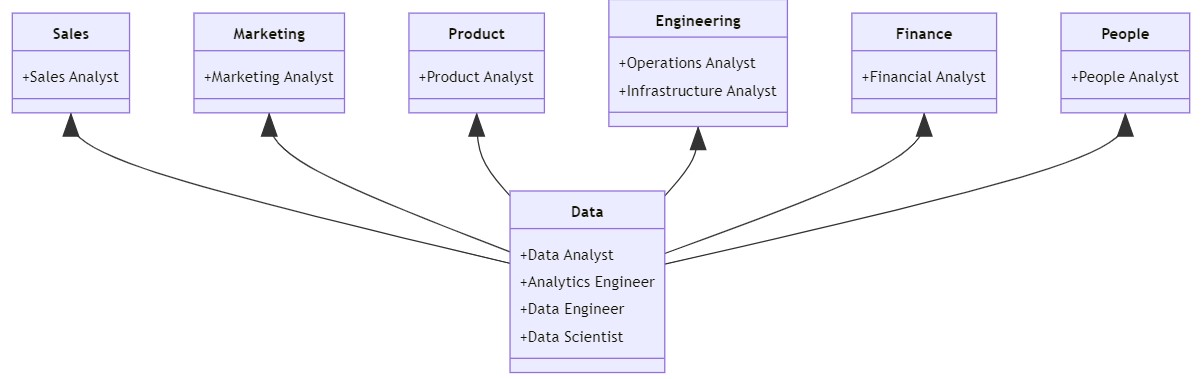 Sales
+Sales Analyst
Marketing
+Marketing Analyst
Product
+Product Analyst
Engineering
+Operations Analyst
+Infrastructure Analyst
Finance
+Financial Analyst
People
+People Analyst
Data
+Data Analyst
+Analytics Engineer
+Data Engineer
+Data Scientist